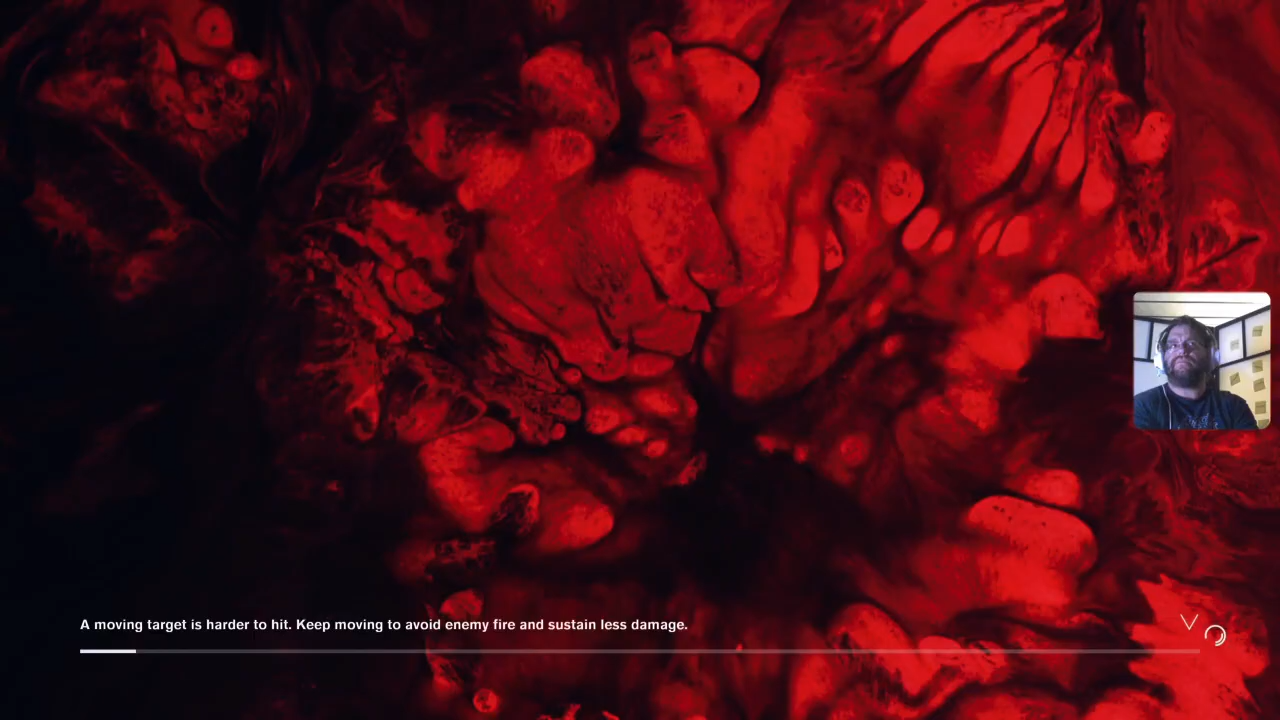 A moving target is harder to hit. Keep moving to avoid enemy fire and sustain less damage.